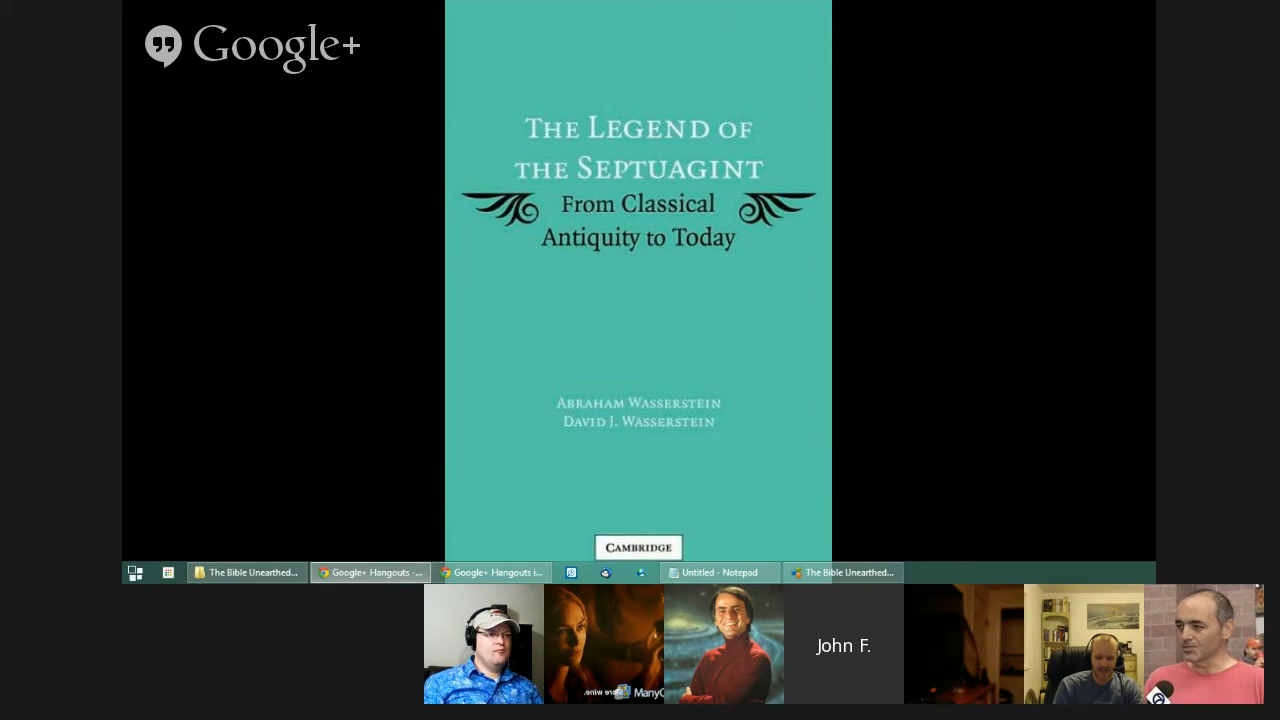 Google+
THE LEGEND OF
THE SEPTUAGINT
From Classical
Antiquity to Today
ABRAHAM WASSERSTEIN
DAVID J. WASSERSTEIN
CAMBRIDGE
The Bible Unearthed...
Google+ Hangouts -...
Google+ Hangouts i...
Untitled - Notepad
The Bible Unearthed...
John F.
ManyC